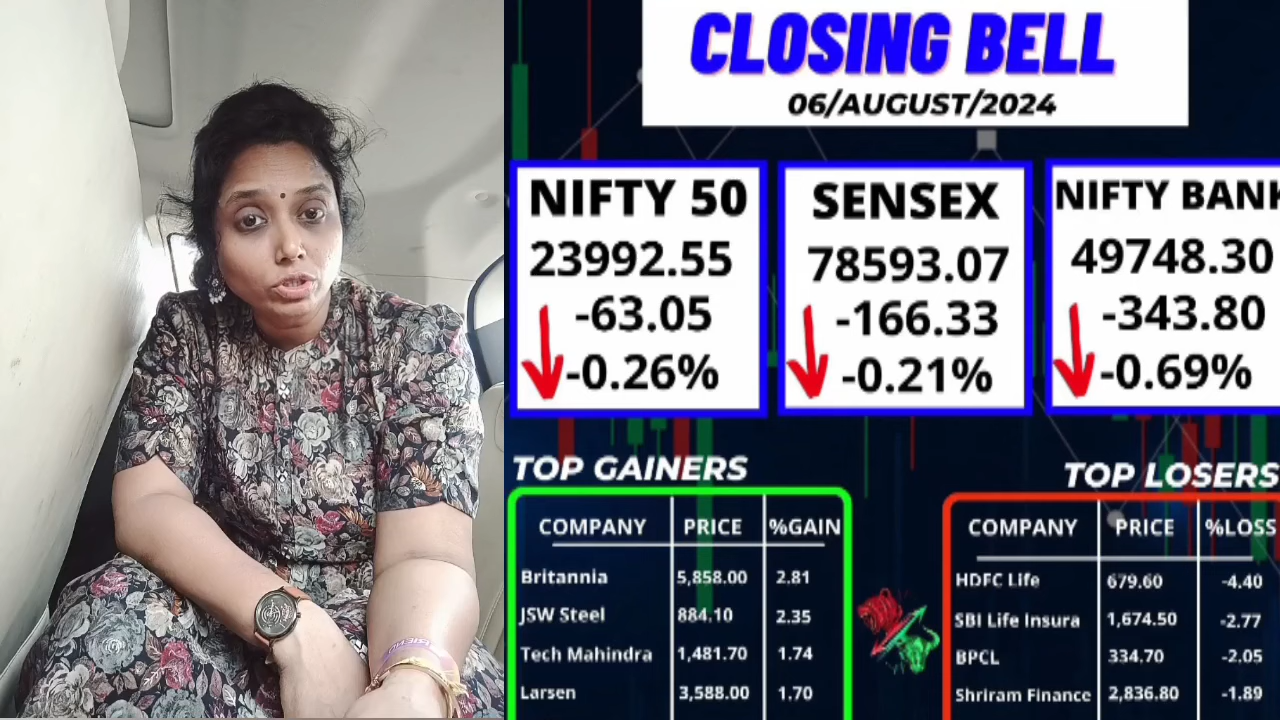 CLOSING BELL
06/AUGUST/2024
NIFTY 50
23992.55
-63.05
-0.26%
SENSEX
78593.07
-166.33
-0.21%
NIFTY BANK
49748.30
-343.80
-0.69%
TOP GAINERS
COMPANY PRICE %GAIN
Britannia 5,858.00 2.81
JSW Steel 884.10 2.35
Tech Mahindra 1,481.70 1.74
Larsen 3,588.00 1.70
TOP LOSERS
COMPANY PRICE %LOSS
HDFC Life 679.60 -4.40
SBI Life Insura 1,674.50 -2.77
BPCL 334.70 -2.05
Shriram Finance 2,836.80 -1.89